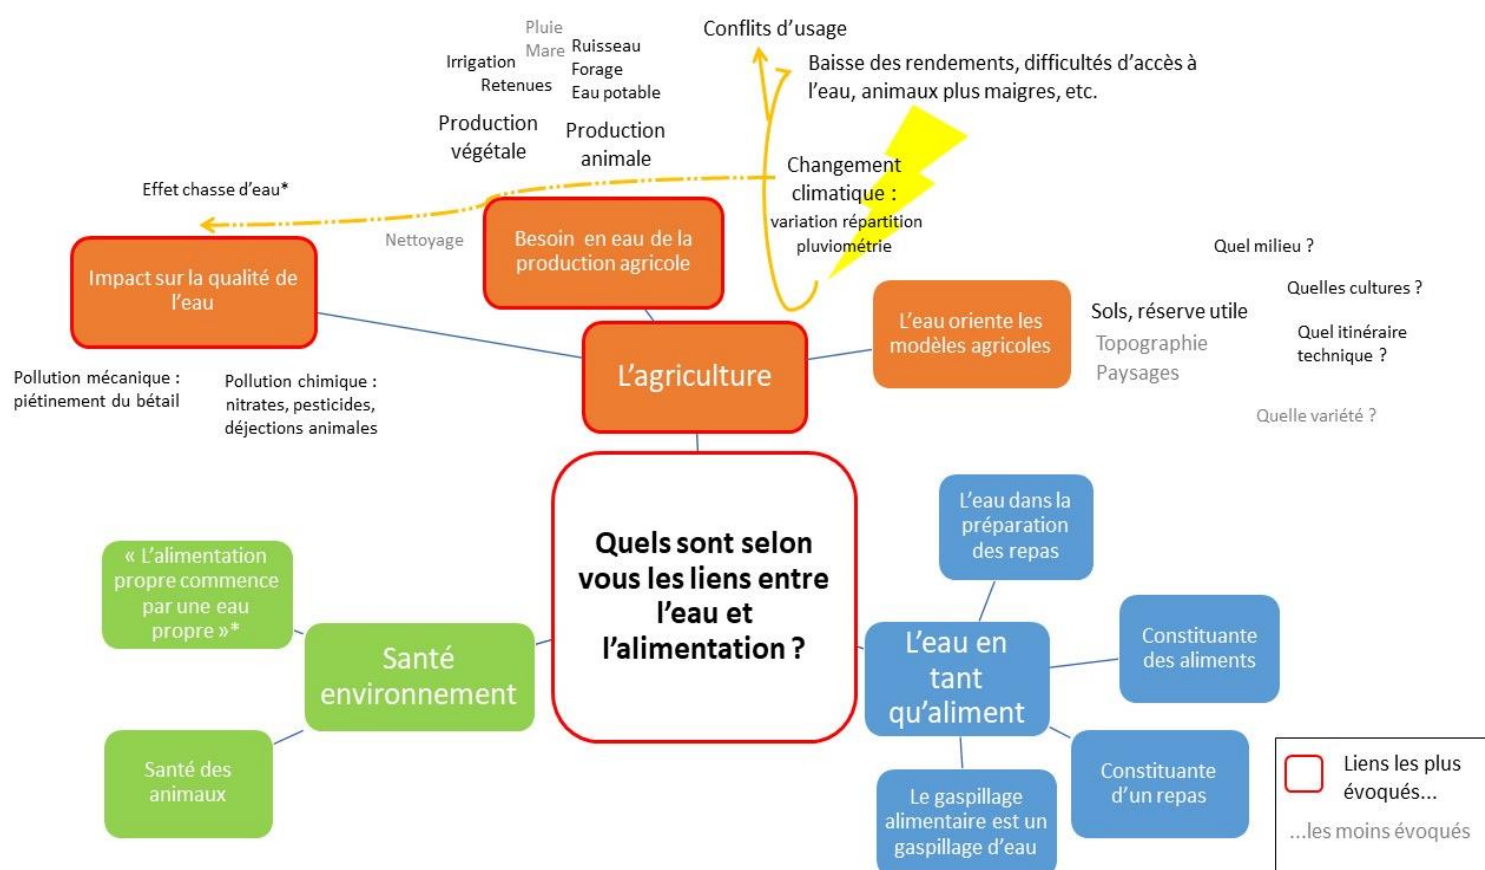 Pluie
Mare
Ruisseau
Forage
Eau potable
Irrigation
Retenues
Production
végétale
Production
animale
Conflits d'usage
Baisse des rendements, difficultés d'accès à
l'eau, animaux plus maigres, etc.
Changement
climatique :
variation répartition
pluviométrie
Effet chasse d'eau*
Nettoyage
Besoin en eau de la
production agricole
Impact sur la qualité de
l'eau
Pollution mécanique :
piétinement du bétail
Pollution chimique :
nitrates, pesticides,
déjections animales
L'agriculture
L'eau oriente les
modèles agricoles
Sols, réserve utile
Topographie
Paysages
Quel milieu ?
Quelles cultures ?
Quel itinéraire
technique ?
Quelle variété ?
Quels sont selon
vous les liens entre
l'eau et
l'alimentation ?
« L'alimentation
propre commence
par une eau
propre »*
Santé
environnement
Santé des
animaux
L'eau dans la
préparation
des repas
L'eau en
tant
qu'aliment
Constituante
des aliments
Constituante
d'un repas
Le gaspillage
alimentaire est un
gaspillage d'eau
Liens les plus
évoqués...
...les moins évoqués